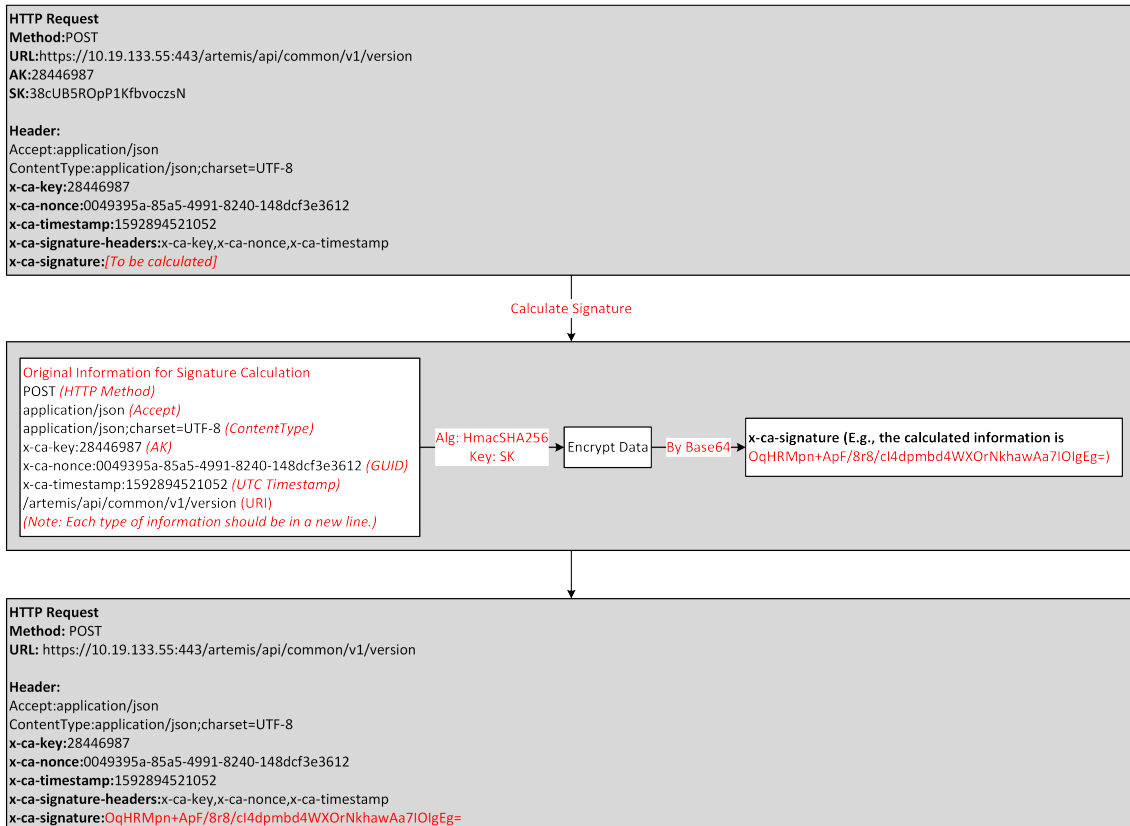 HTTP Request
Method:POST
URL:https://10.19.133.55:443/artemis/api/common/v1/version
AK:28446987
SK:38cUB5ROpP1KfbvoczsN
Header:
Accept:application/json
ContentType:application/json;charset=UTF-8
x-ca-key:28446987
x-ca-nonce:0049395a-85a5-4991-8240-148dcf3e3612
x-ca-timestamp:1592894521052
x-ca-signature-headers:x-ca-key,x-ca-nonce,x-ca-timestamp
x-ca-signature:[To be calculated]
Calculate Signature
Original Information for Signature Calculation
POST (HTTP Method)
application/json (Accept)
application/json;charset=UTF-8 (ContentType)
x-ca-key:28446987 (AK)
x-ca-nonce:0049395a-85a5-4991-8240-148dcf3e3612 (GUID)
x-ca-timestamp:1592894521052 (UTC Timestamp)
/artemis/api/common/v1/version (URI)
(Note: Each type of information should be in a new line.)
Alg: HmacSHA256
Key: SK
Encrypt Data
By Base64
x-ca-signature (E.g., the calculated information is
OqHRMpn+ApF/8r8/cI4dpmbd4WXOrNkhawAa7IOIgEg=)
HTTP Request
Method: POST
URL: https://10.19.133.55:443/artemis/api/common/v1/version
Header:
Accept:application/json
ContentType:application/json;charset=UTF-8
x-ca-key:28446987
x-ca-nonce:0049395a-85a5-4991-8240-148dcf3e3612
x-ca-timestamp:1592894521052
x-ca-signature-headers:x-ca-key,x-ca-nonce,x-ca-timestamp
x-ca-signature:OqHRMpn+ApF/8r8/cI4dpmbd4WXOrNkhawAa7IOIgEg=